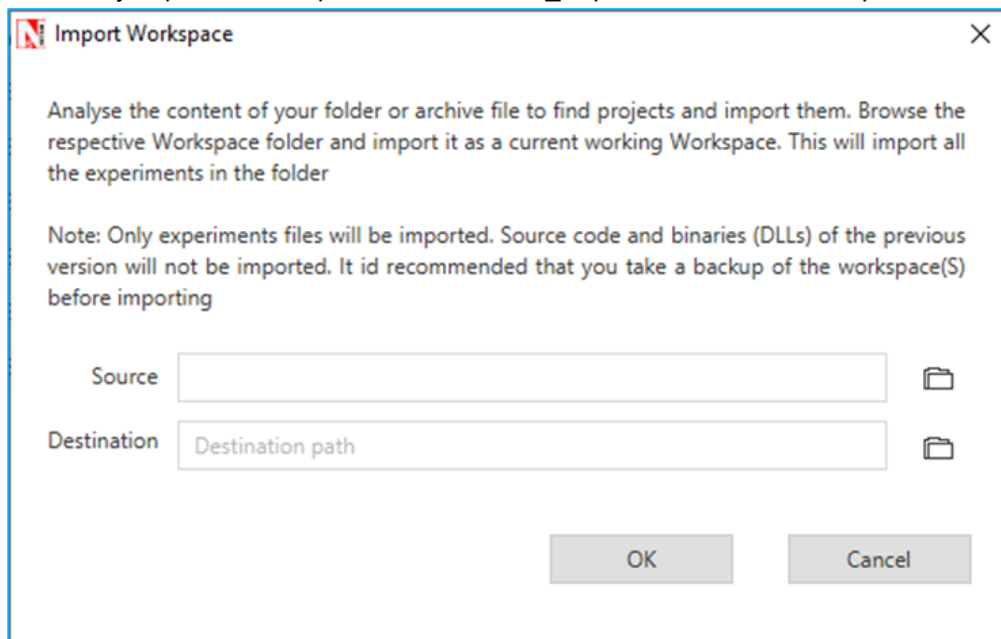 Import Workspace
Analyse the content of your folder or archive file to find projects and import them. Browse the
respective Workspace folder and import it as a current working Workspace. This will import all
the experiments in the folder
Note: Only experiments files will be imported. Source code and binaries (DLLs) of the previous
version will not be imported. It id recommended that you take a backup of the workspace(S)
before importing
Source
Destination Destination path
OK Cancel